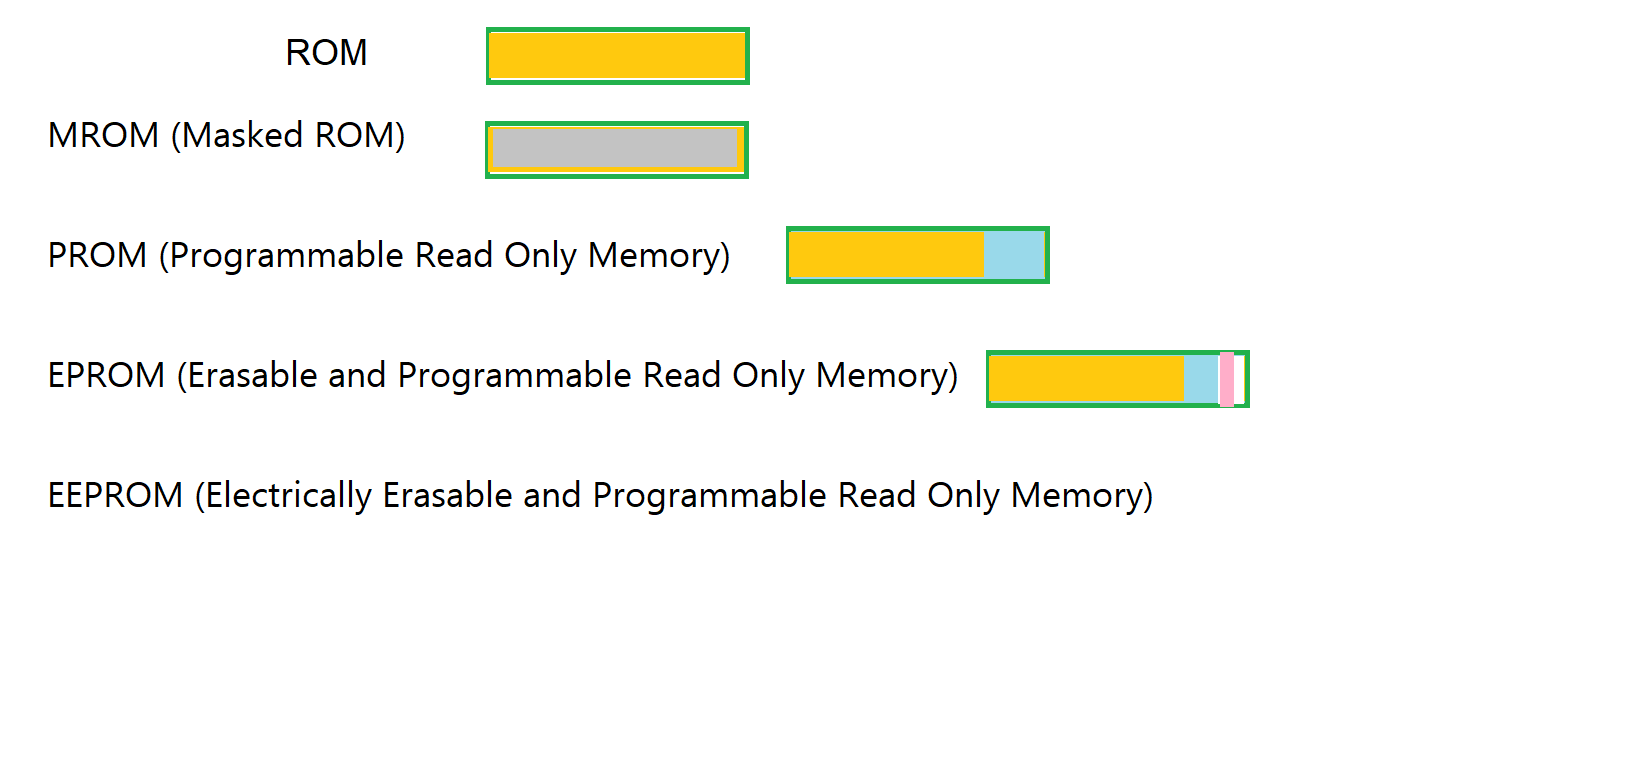 ROM
MROM (Masked ROM)
PROM (Programmable Read Only Memory)
EPROM (Erasable and Programmable Read Only Memory)
EEPROM (Electrically Erasable and Programmable Read Only Memory)